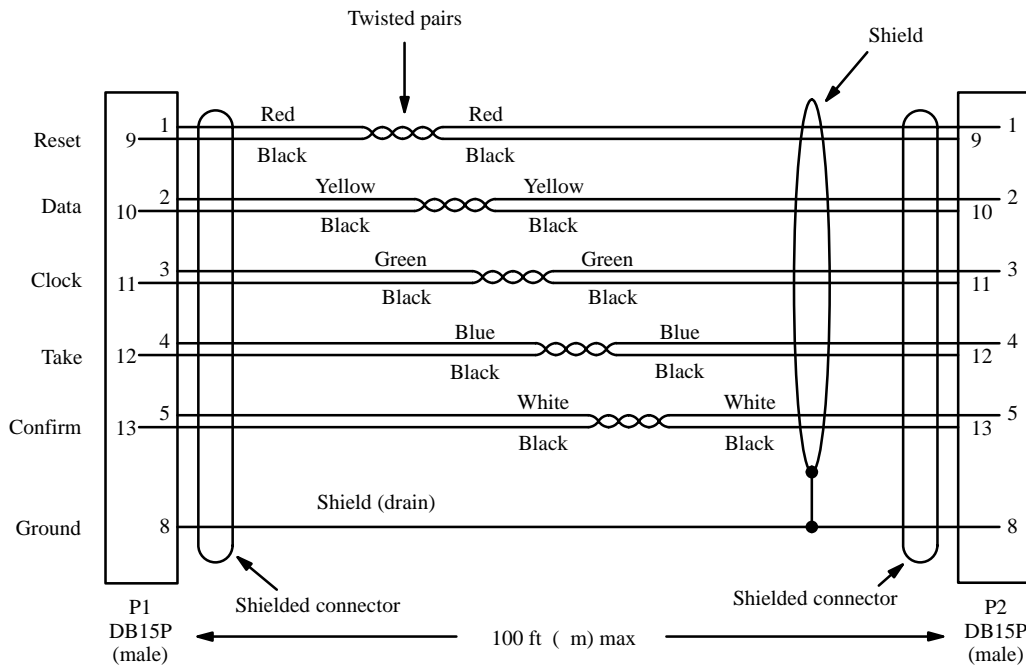 Twisted pairs
Shield
Reset 9 1 Red Red 1 9
Black Black
Data 10 2 Yellow Yellow 2 10
Black Black
Clock 11 3 Green Green 3 11
Black Black
Take 12 4 Blue Blue 4 12
Black Black
Confirm 13 5 White White 5 13
Black Black
Shield (drain)
Ground 8 8
Shielded connector
Shielded connector
P1
DB15P
(male)
100 ft ( m) max
P2
DB15P
(male)